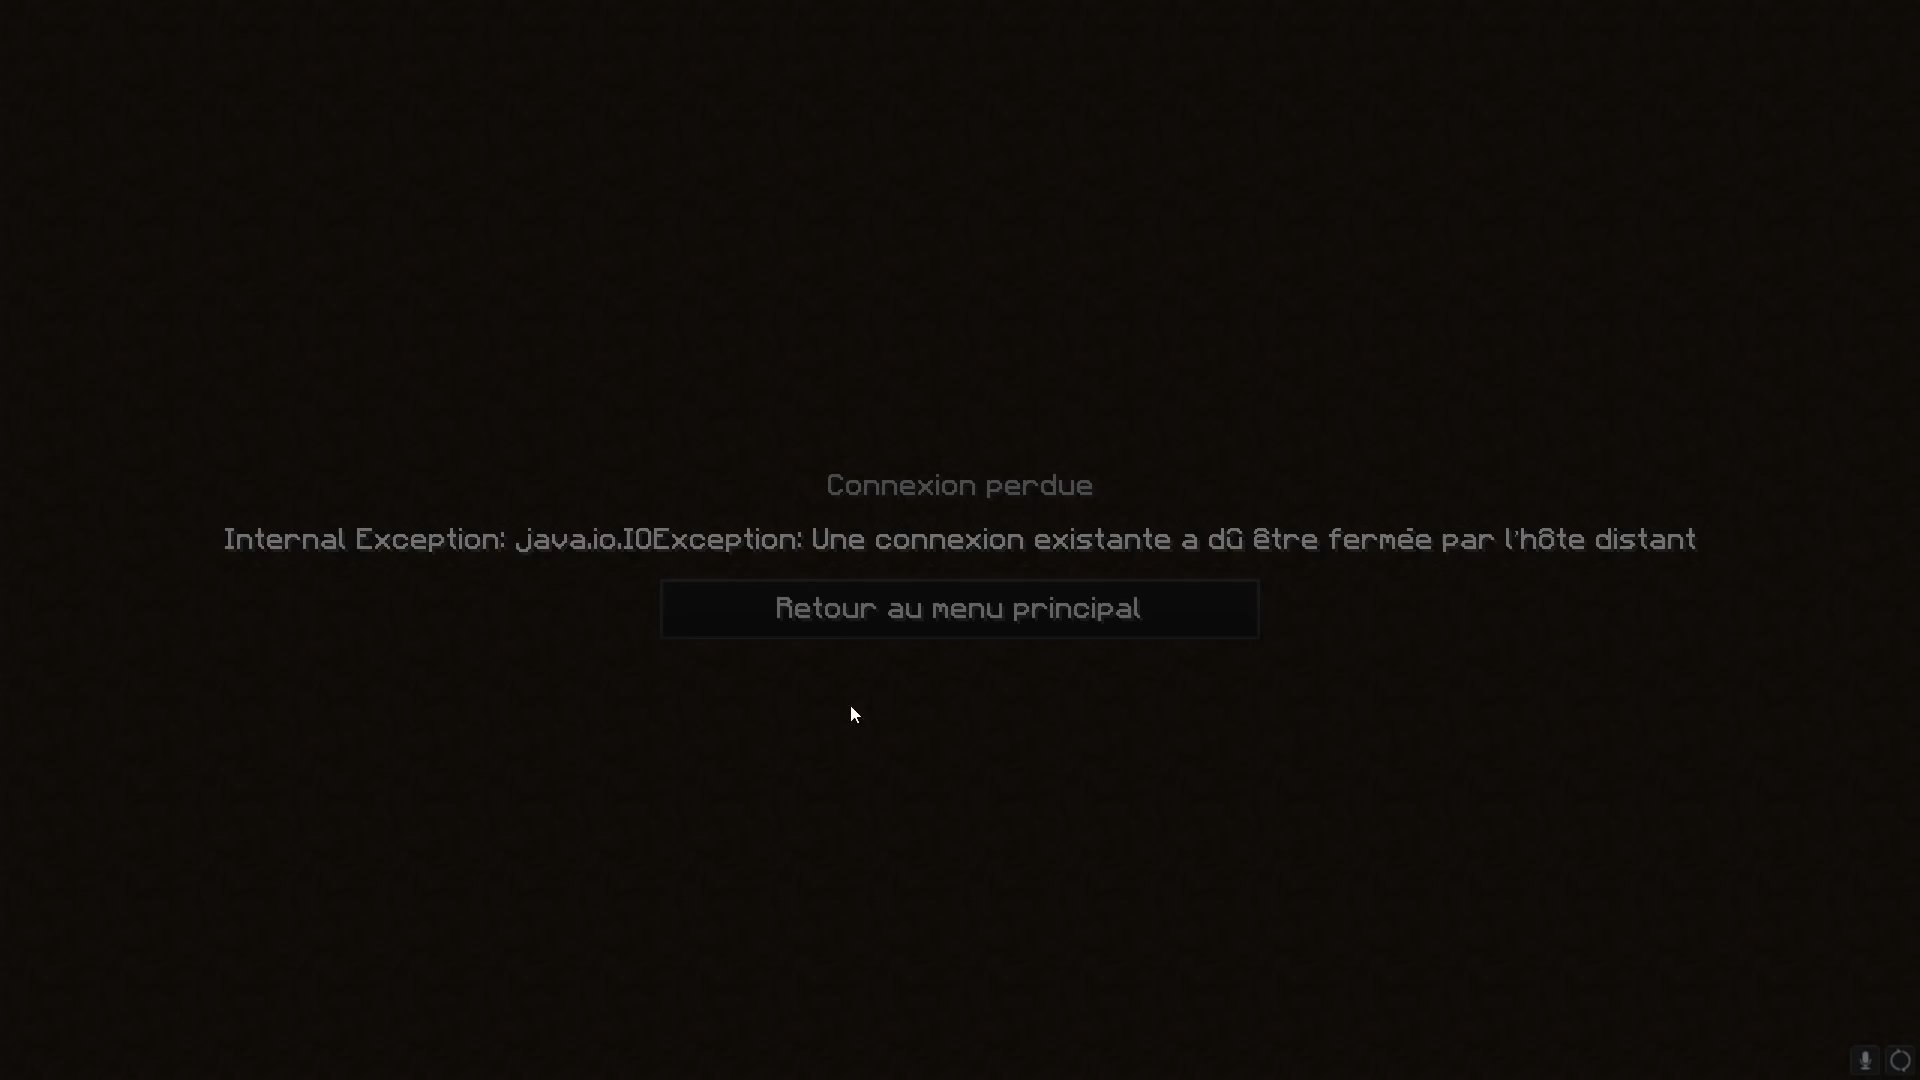 Connexion perdue
Internal Exception: java.io.IOException: Une connexion existante a dû être fermée par l'hôte distant
Retour au menu principal